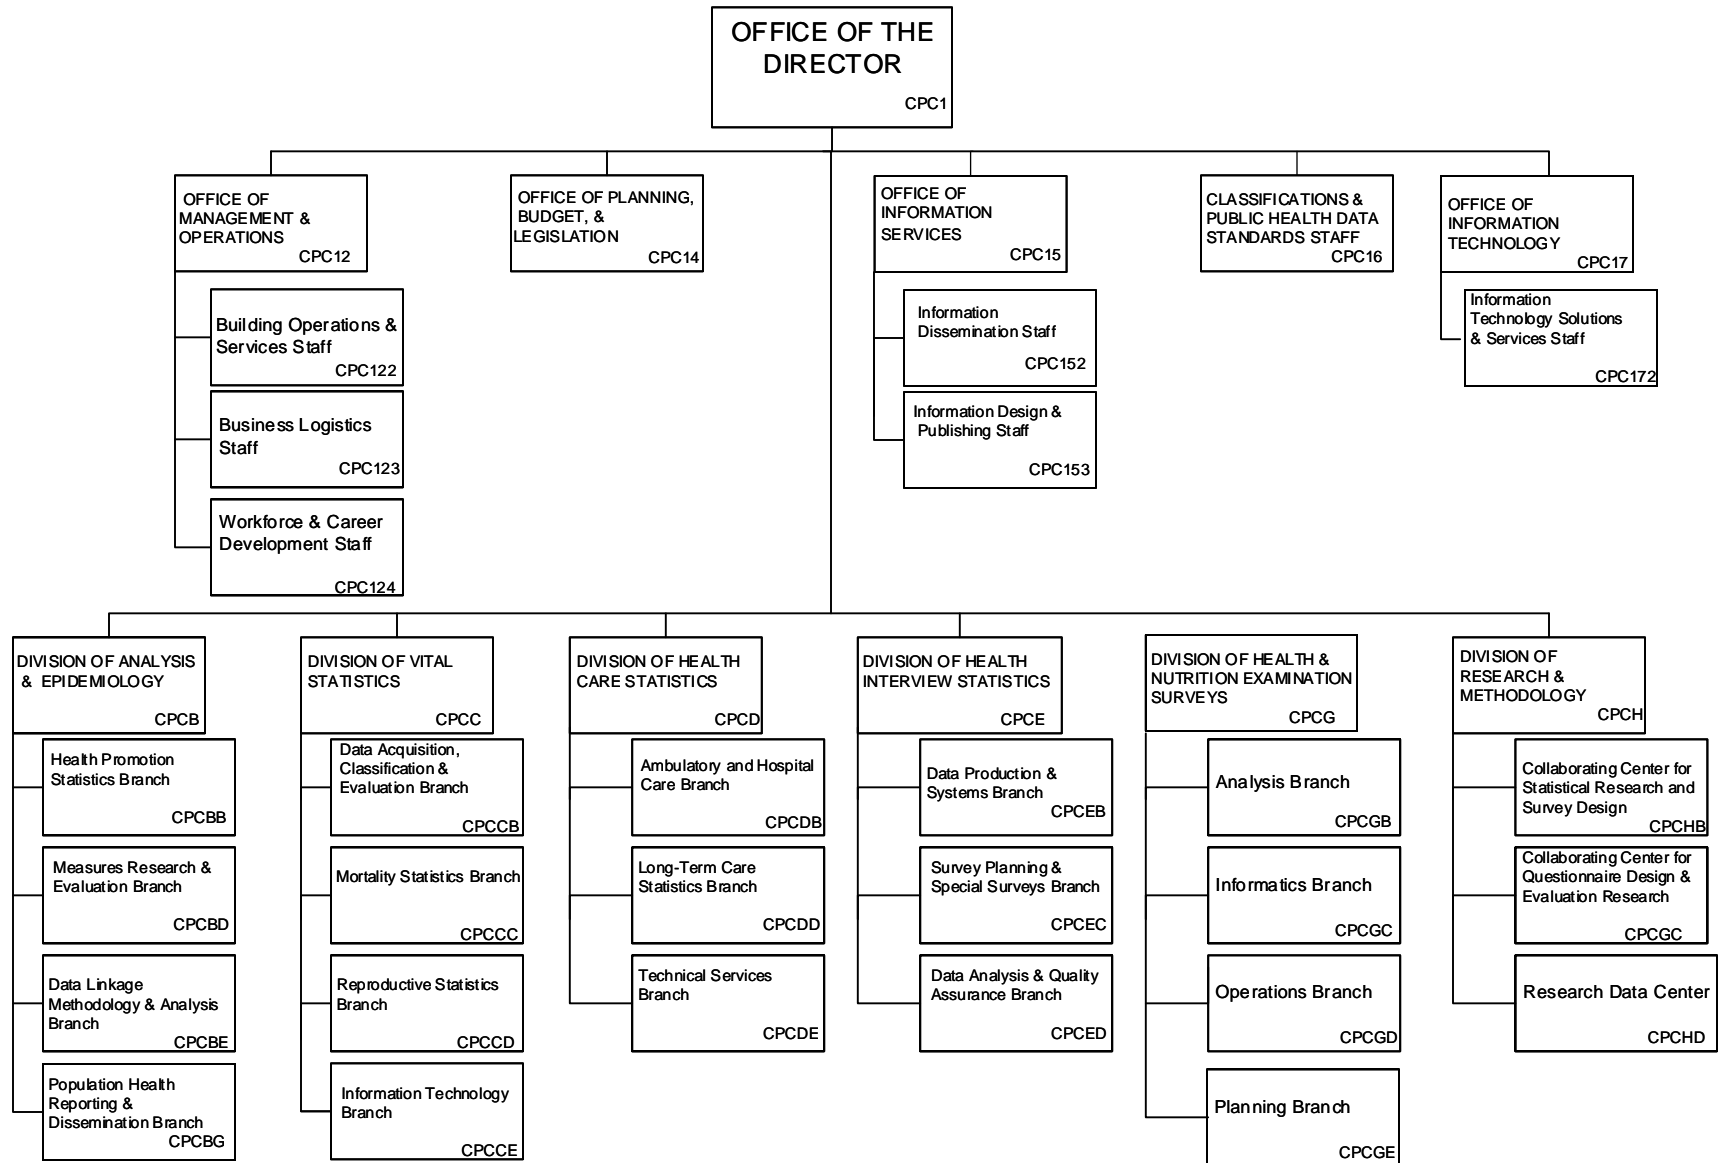 OFFICE OF THE
DIRECTOR
CPC1
OFFICE OF
MANAGEMENT &
OPERATIONS
CPC12
OFFICE OF PLANNING,
BUDGET, &
LEGISLATION
CPC14
OFFICE OF
INFORMATION
SERVICES
CPC15
CLASSIFICATIONS &
PUBLIC HEALTH DATA
STANDARDS STAFF
CPC16
OFFICE OF
INFORMATION
TECHNOLOGY
CPC17
Building Operations &
Services Staff
CPC122
Business Logistics
Staff
CPC123
Workforce & Career
Development Staff
CPC124
Information
Dissemination Staff
CPC152
Information Design &
Publishing Staff
CPC153
Information
Technology Solutions
& Services Staff
CPC172
DIVISION OF ANALYSIS
& EPIDEMIOLOGY
CPCB
Health Promotion
Statistics Branch
CPCBB
Measures Research &
Evaluation Branch
CPCBD
Data Linkage
Methodology & Analysis
Branch
CPCBE
Population Health
Reporting &
Dissemination Branch
CPCBG
DIVISION OF VITAL
STATISTICS
CPCC
Data Acquisition,
Classification &
Evaluation Branch
CPCCB
Mortality Statistics Branch
CPCCC
Reproductive Statistics
Branch
CPCCD
Information Technology
Branch
CPCCE
DIVISION OF HEALTH
CARE STATISTICS
CPCD
Ambulatory and Hospital
Care Branch
CPCDB
Long-Term Care
Statistics Branch
CPCDD
Technical Services
Branch
CPCDE
DIVISION OF HEALTH
INTERVIEW STATISTICS
CPCE
Data Production &
Systems Branch
CPCEB
Survey Planning &
Special Surveys Branch
CPCEC
Data Analysis & Quality
Assurance Branch
CPCED
DIVISION OF HEALTH &
NUTRITION EXAMINATION
SURVEYS
CPCG
Analysis Branch
CPCGB
Informatics Branch
CPCGC
Operations Branch
CPCGD
Planning Branch
CPCGE
DIVISION OF
RESEARCH &
METHODOLOGY
CPCH
Collaborating Center for
Statistical Research and
Survey Design
CPCHB
Collaborating Center for
Questionnaire Design &
Evaluation Research
CPCGC
Research Data Center
CPCHD